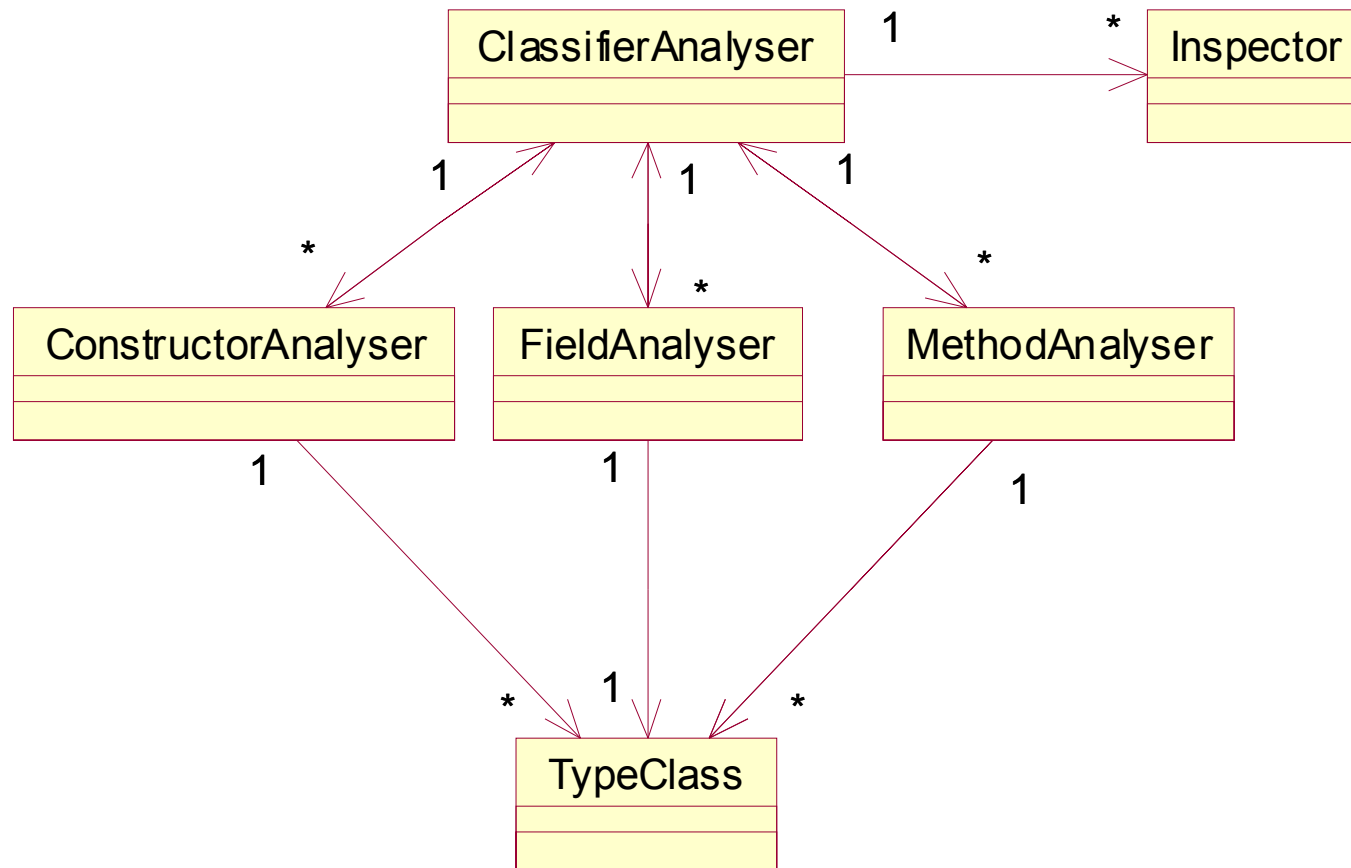 ClassifierAnalyser
1
*
Inspector
1
1
1
*
*
*
ConstructorAnalyser
FieldAnalyser
MethodAnalyser
1
1
1
*
1
*
TypeClass